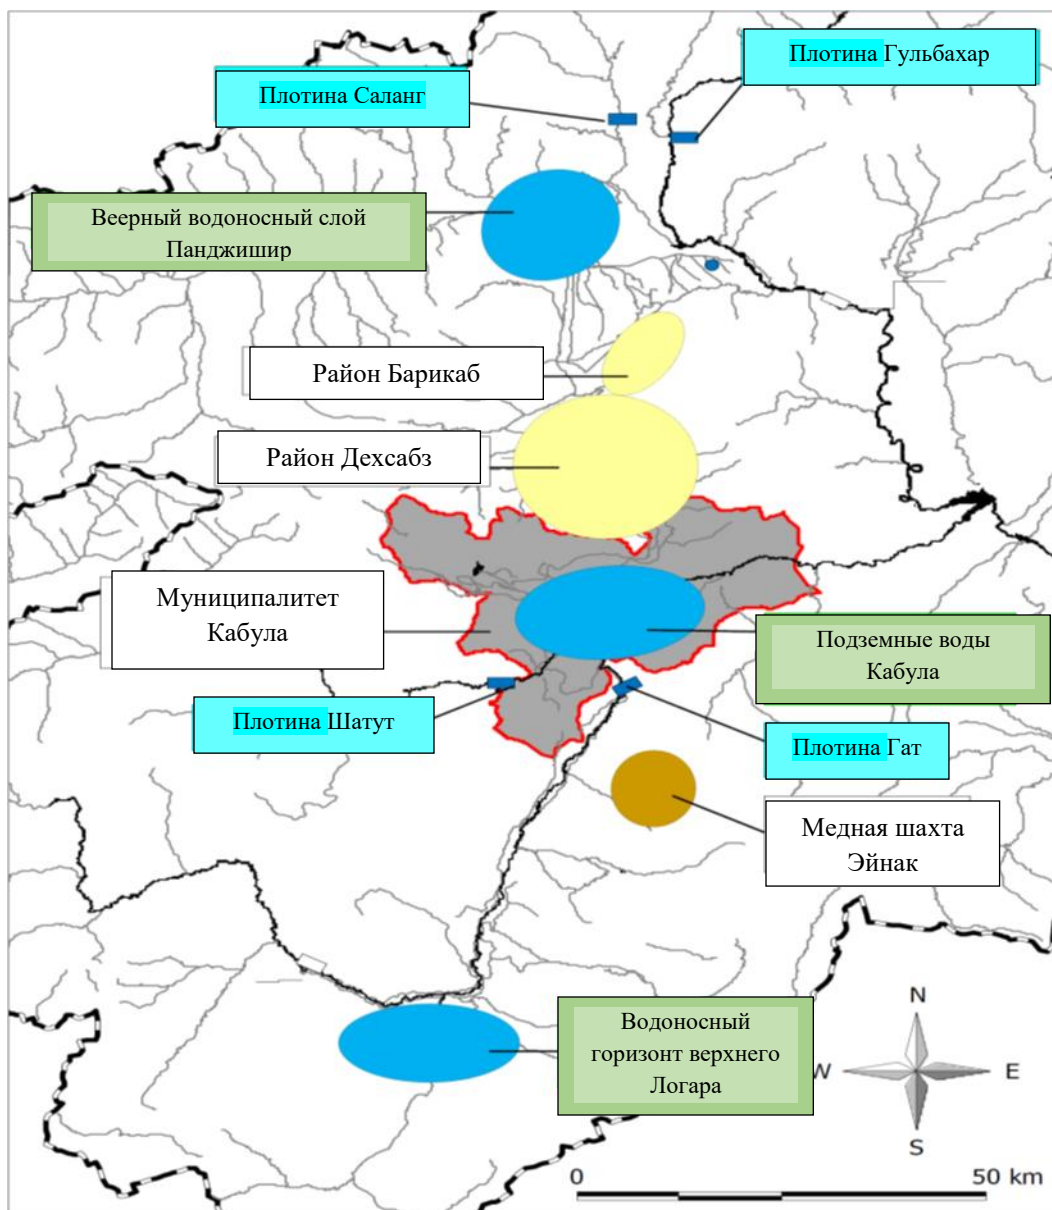 Плотина Гульбахар
Плотина Саланг
Веерный водоносный слой
Панджишир
Район Барикаб
Район Дехсабз
Муниципалитет
Кабула
Подземные воды
Кабула
Плотина Шатут
Плотина Гат
Медная шахта
Эйнак
Водоносный
горизонт верхнего
Логара
N
W
E
S
0
50 km